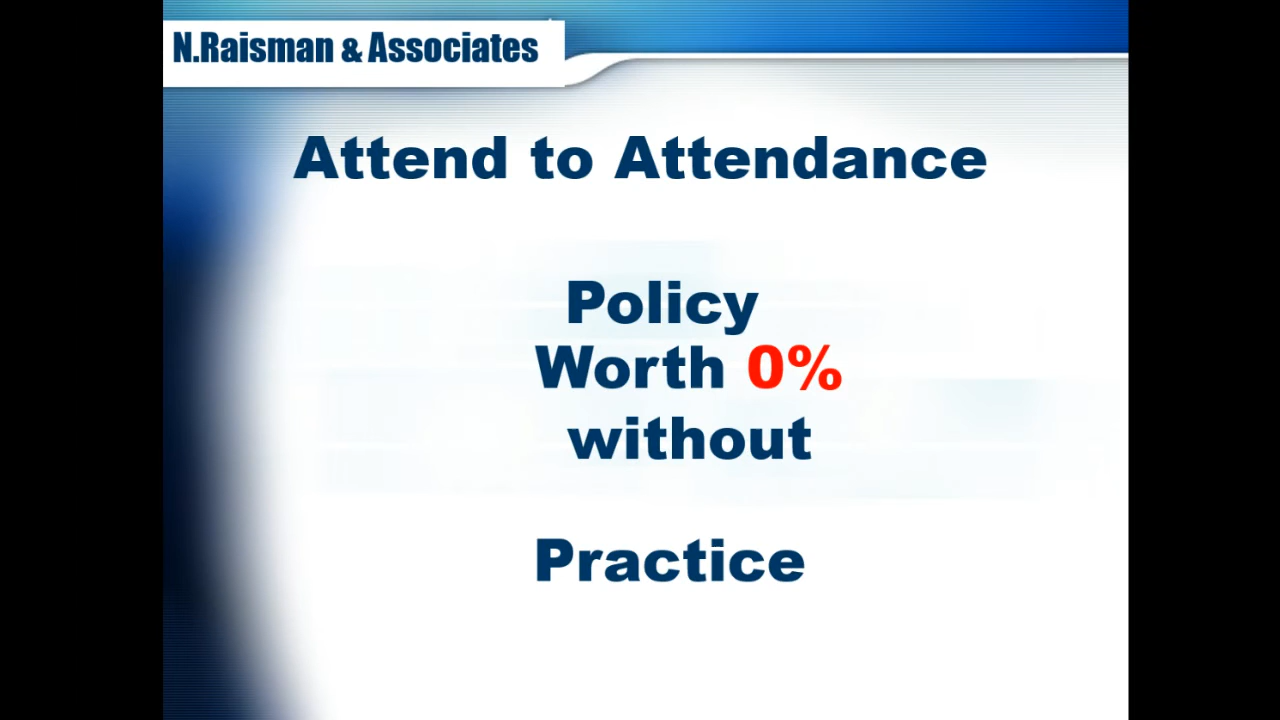 N.Raisman & Associates
Attend to Attendance
Policy
Worth 0%
without
Practice